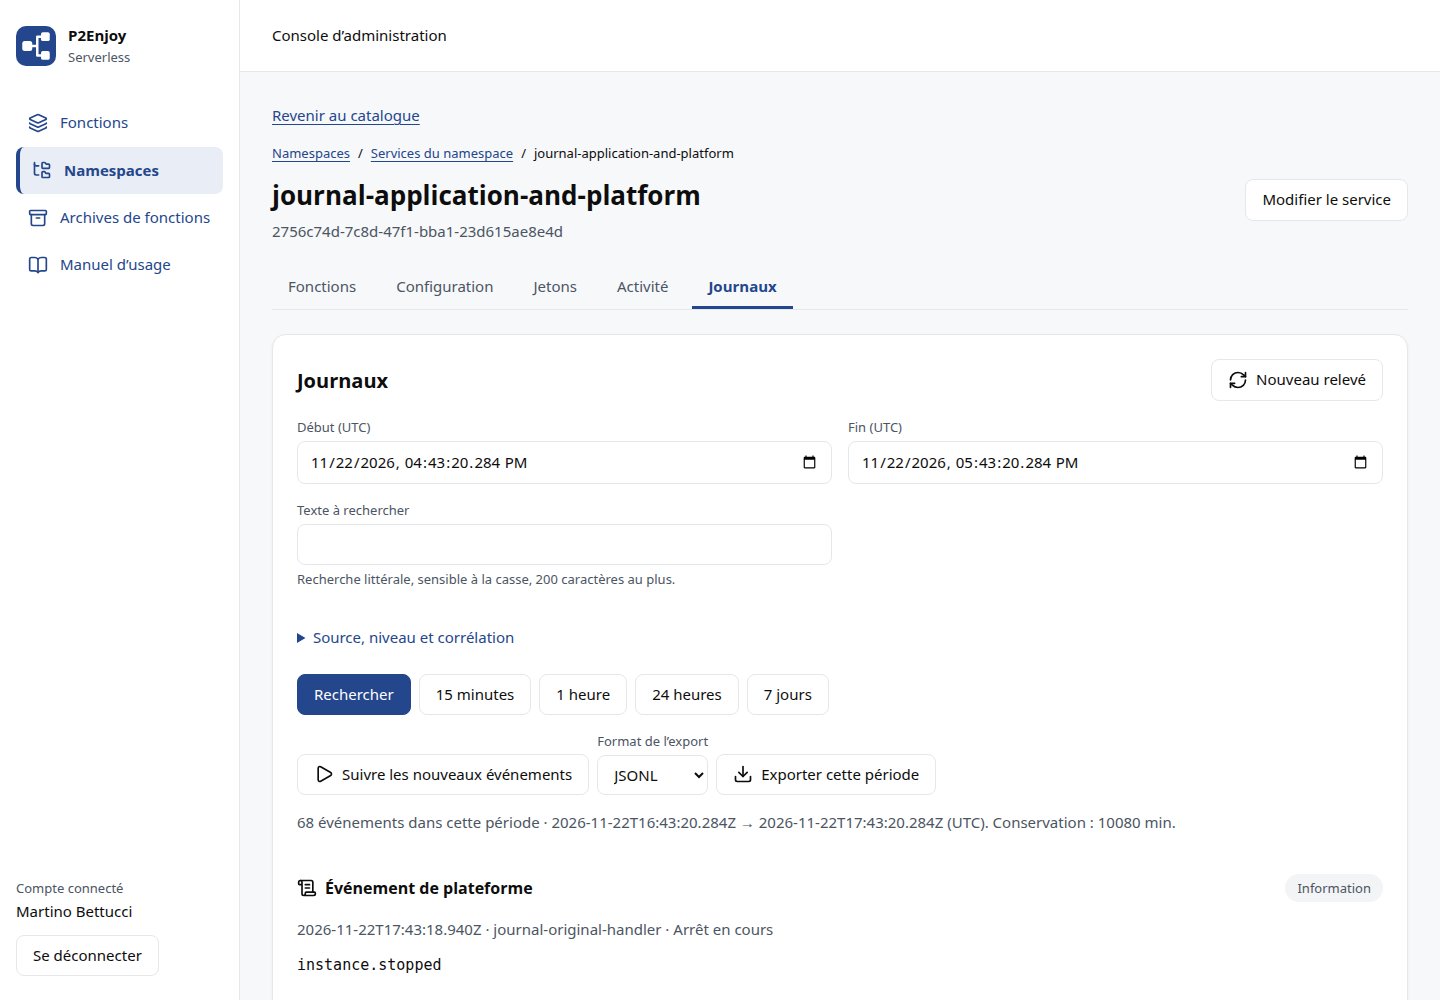 P2Enjoy
Serverless
Console d’administration
Fonctions
Namespaces
Archives de fonctions
Manuel d’usage
Revenir au catalogue
Namespaces / Services du namespace / journal-application-and-platform
journal-application-and-platform
Modifier le service
2756c74d-7c8d-47f1-bba1-23d615ae8e4d
Fonctions Configuration Jetons Activité Journaux
Journaux
Nouveau relevé
Début (UTC) Fin (UTC)
11/22/2026, 04:43:20.284 PM 11/22/2026, 05:43:20.284 PM
Texte à rechercher
Recherche littérale, sensible à la casse, 200 caractères au plus.
Source, niveau et corrélation
Rechercher 15 minutes 1 heure 24 heures 7 jours
Format de l’export
Suivre les nouveaux événements JSONL Exporter cette période
68 événements dans cette période · 2026-11-22T16:43:20.284Z → 2026-11-22T17:43:20.284Z (UTC). Conservation : 10080 min.
Événement de plateforme Information
2026-11-22T17:43:18.940Z · journal-original-handler · Arrêt en cours
instance.stopped
Compte connecté
Martino Bettucci
Se déconnecter